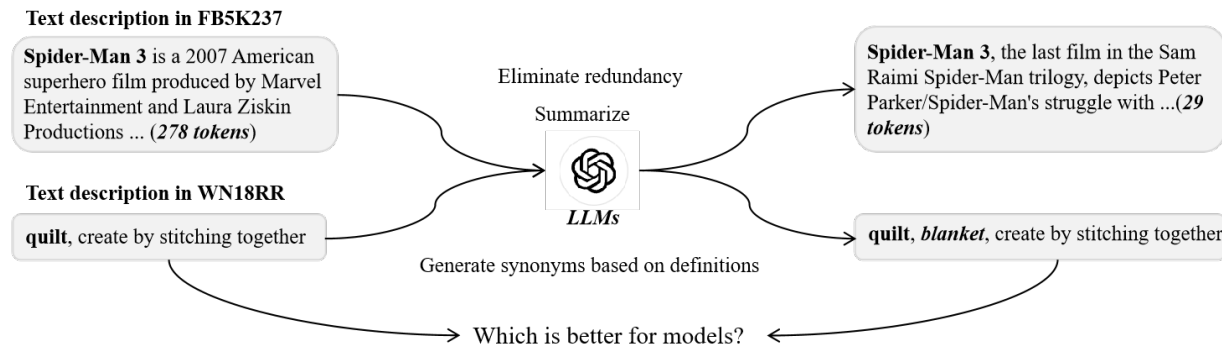 Text description in FB5K237
Spider-Man 3 is a 2007 American
superhero film produced by Marvel
Entertainment and Laura Ziskin
Productions ... (278 tokens)
Text description in WN18RR
quilt, create by stitching together
Eliminate redundancy
Summarize
LLMs
Generate synonyms based on definitions
Spider-Man 3, the last film in the Sam
Raimi Spider-Man trilogy, depicts Peter
Parker/Spider-Man's struggle with ...(29
tokens)
quilt, blanket, create by stitching together
Which is better for models?